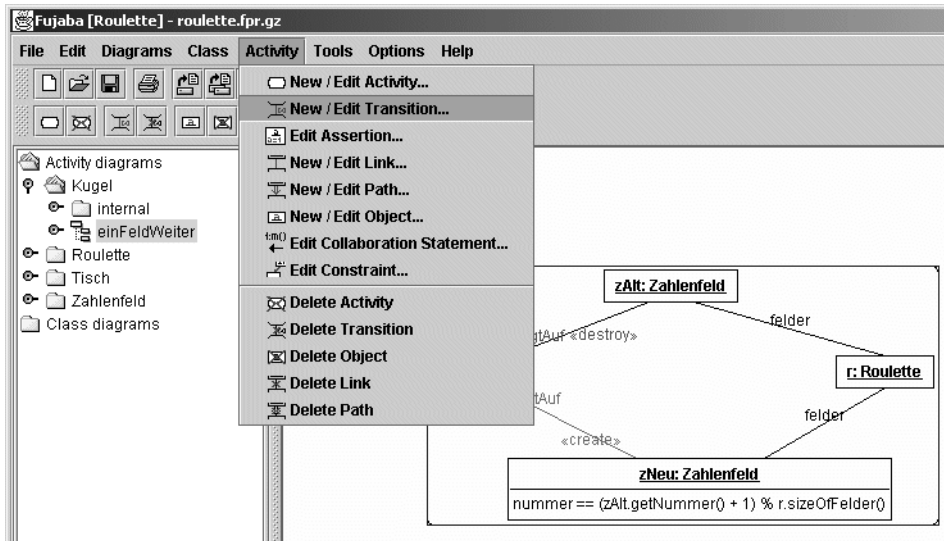 Fujaba [Roulette] - roulette.fpr.gz
File Edit Diagrams Class Activity Tools Options Help
New / Edit Activity...
New / Edit Transition...
Edit Assertion...
New / Edit Link...
New / Edit Path...
New / Edit Object...
f:m()
Edit Collaboration Statement...
Edit Constraint...
Delete Activity
Delete Transition
Delete Object
Delete Link
Delete Path
Activity diagrams
Kugel
internal
einFeldWeiter
Roulette
Tisch
Zahlenfeld
Class diagrams
zAlt: Zahlenfeld
felder
gtAuf «destroy»
r: Roulette
tAuf
felder
«create»
zNeu: Zahlenfeld
nummer == (zAlt.getNummer() + 1) % r.sizeOfFelder()